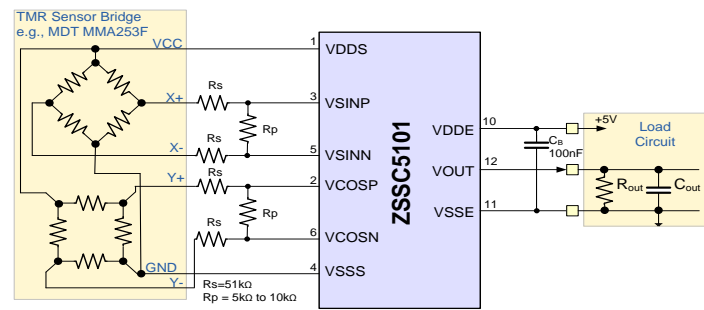 TMR Sensor Bridge
e.g., MDT MMA253F
VCC
1
VDDS
X+
Rs
3
VSINP
Rp
X-
Rs
5
VSINN
Y+
Rs
2
VCOSP
Rp
Rs
6
VCOSN
GND
4
VSSS
Y-
Rs=51kΩ
Rp = 5kΩ to 10kΩ
ZSSC5101
VDDE
10
VOUT
12
VSSE
11
CB
100nF
+5V
Load
Circuit
Rout
Cout